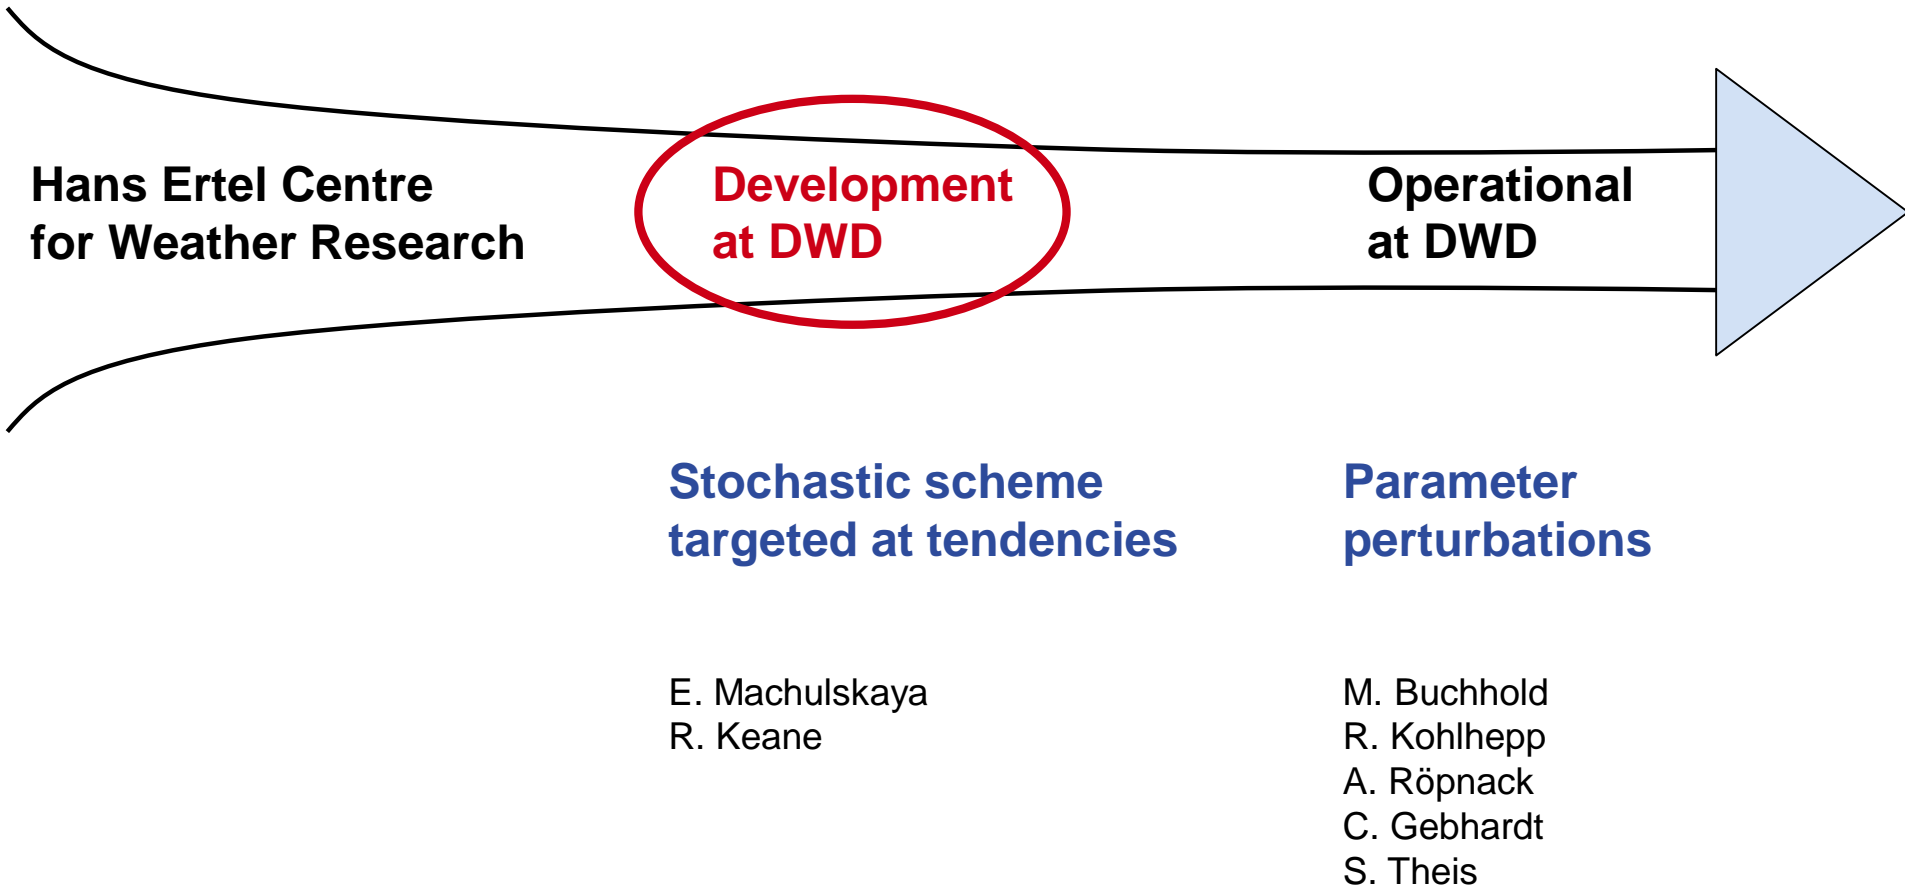 Hans Ertel Centre
for Weather Research
Development
at DWD
Operational
at DWD
Stochastic scheme
targeted at tendencies
Parameter
perturbations
E. Machulskaya
R. Keane
M. Buchhold
R. Kohlhepp
A. Röpnack
C. Gebhardt
S. Theis